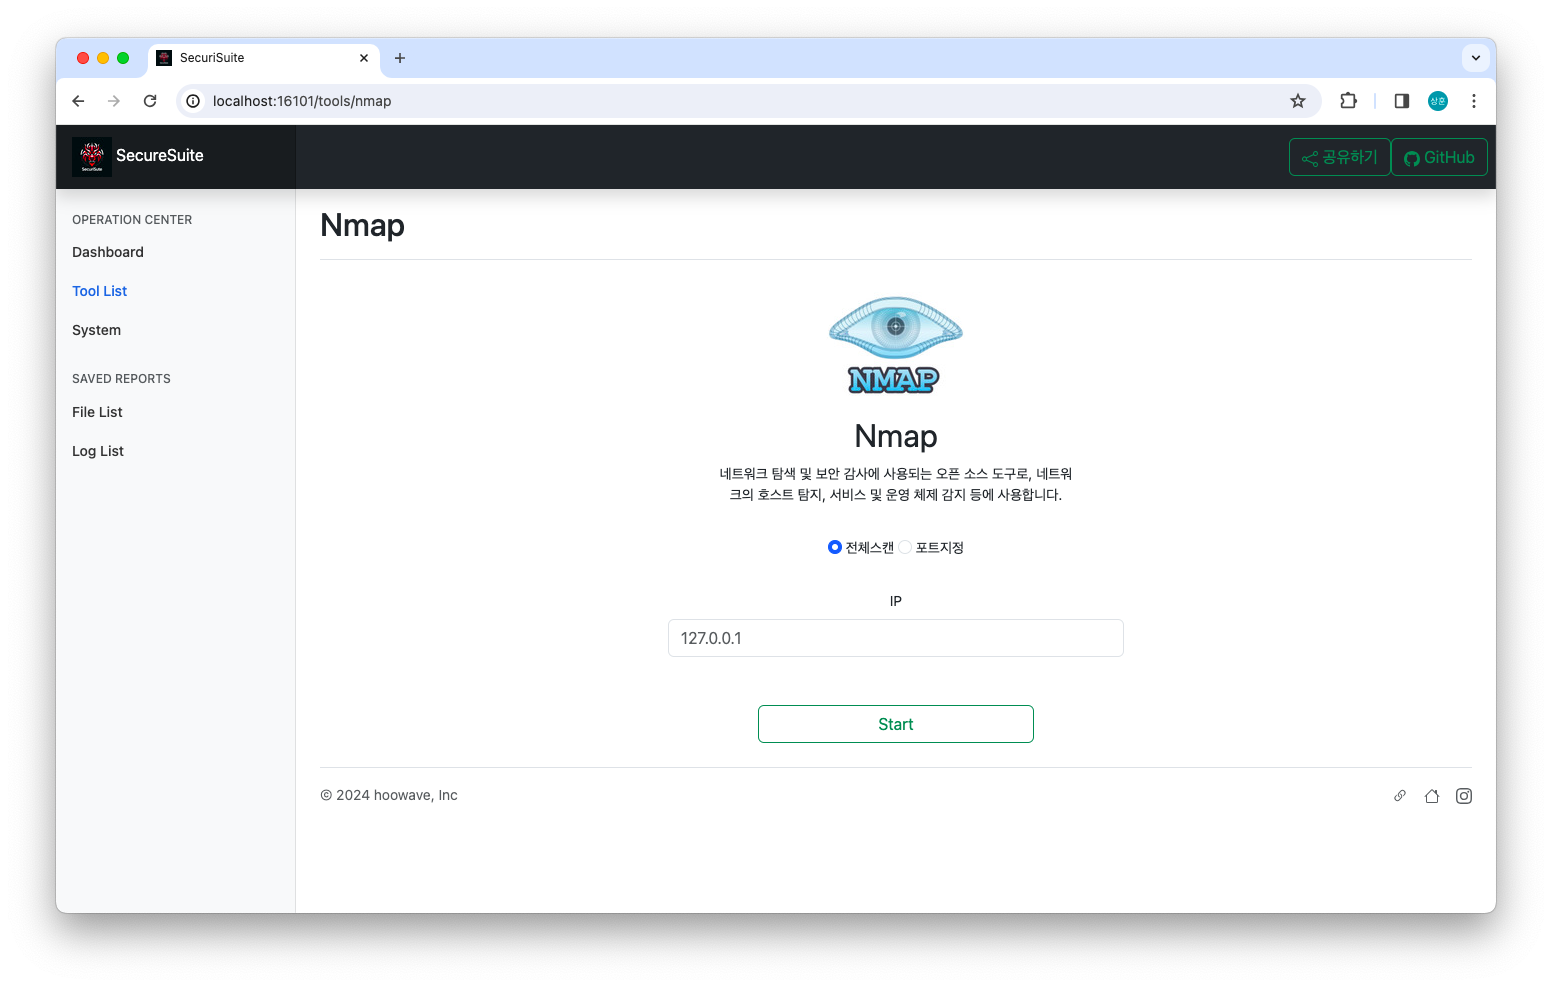 SecuriSuite
localhost:16101/tools/nmap
상훈
SecuriSuite
SecureSuite
공유하기
GitHub
OPERATION CENTER
Dashboard
Tool List
System
SAVED REPORTS
File List
Log List
Nmap
NMAP
Nmap
네트워크 탐색 및 보안 감사에 사용되는 오픈 소스 도구로, 네트워
크의 호스트 탐지, 서비스 및 운영 체제 감지 등에 사용합니다.
전체스캔 포트지정
IP
127.0.0.1
Start
© 2024 hoowave, Inc